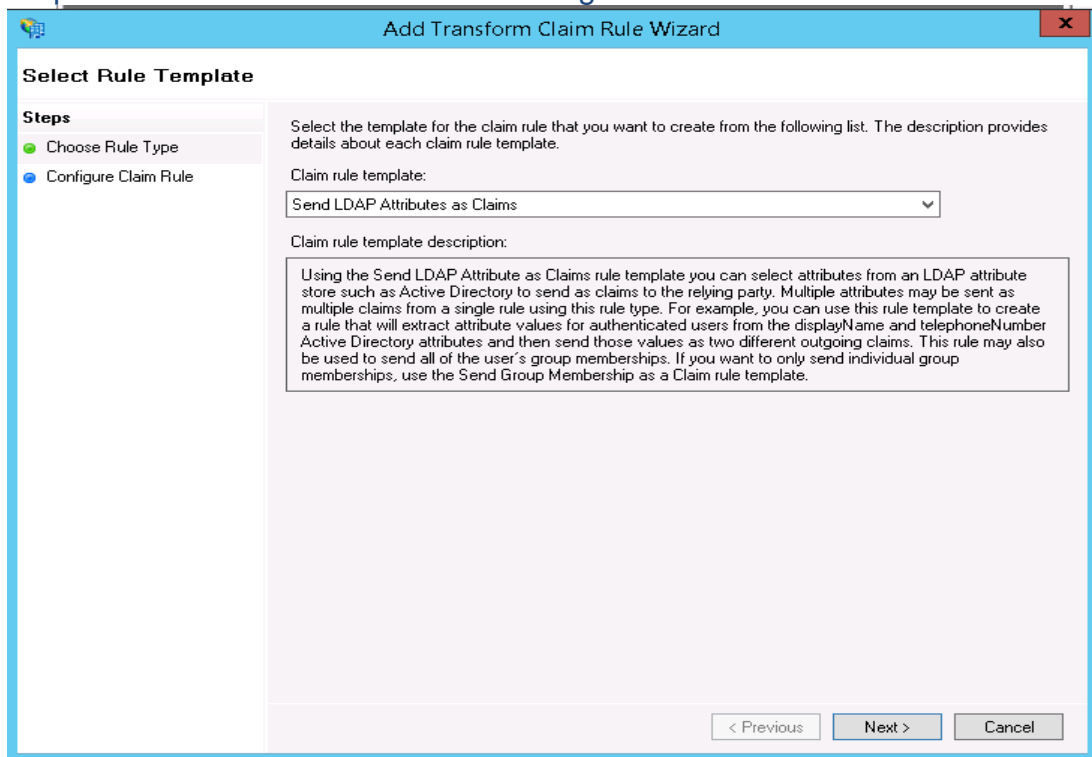 Add Transform Claim Rule Wizard
x
Select Rule Template
Steps
Choose Rule Type
Configure Claim Rule
Select the template for the claim rule that you want to create from the following list. The description provides
details about each claim rule template.
Claim rule template:
Send LDAP Attributes as Claims
Claim rule template description:
Using the Send LDAP Attribute as Claims rule template you can select attributes from an LDAP attribute
store such as Active Directory to send as claims to the relying party. Multiple attributes may be sent as
multiple claims from a single rule using this rule type. For example, you can use this rule template to create
a rule that will extract attribute values for authenticated users from the displayName and telephoneNumber
Active Directory attributes and then send those values as two different outgoing claims. This rule may also
be used to send all of the user's group memberships. If you want to only send individual group
memberships, use the Send Group Membership as a Claim rule template.
< Previous
Next >
Cancel